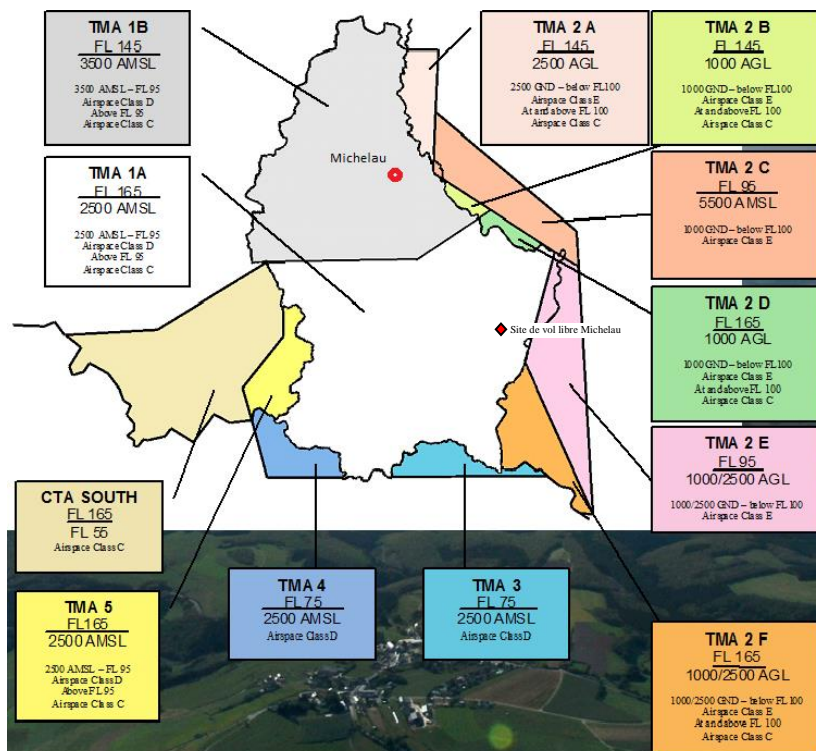 TMA 1B
FL 145
3500 AMSL
3500 AMSL – FL 95
Airspace Class D
Above FL 95
Airspace Class C
TMA 2 A
FL 145
2500 AGL
2500 GND – below FL100
Airspace Class E
At and above FL 100
Airspace Class C
TMA 2 B
FL 145
1000 AGL
1000 GND – below FL100
Airspace Class E
At and above FL 100
Airspace Class C
Michelau
TMA 1A
FL 165
2500 AMSL
2500 AMSL – FL 95
Airspace Class D
Above FL 95
Airspace Class C
TMA 2 C
FL 95
5500 AMSL
1000 GND – below FL100
Airspace Class E
TMA 2 D
FL 165
1000 AGL
1000 GND – below FL100
Airspace Class E
At and above FL 100
Airspace Class C
Site de vol libre Michelau
TMA 2 E
FL 95
1000/2500 AGL
1000/2500 GND – below FL100
Airspace Class E
CTA SOUTH
FL 165
FL 55
Airspace Class C
TMA 5
FL165
2500 AMSL
2500 AMSL – FL 95
Airspace Class D
Above FL 95
Airspace Class C
TMA 4
FL 75
2500 AMSL
Airspace Class D
TMA 3
FL 75
2500 AMSL
Airspace Class D
TMA 2 F
FL 165
1000/2500 AGL
1000/2500 GND – below FL100
Airspace Class E
At and above FL 100
Airspace Class C